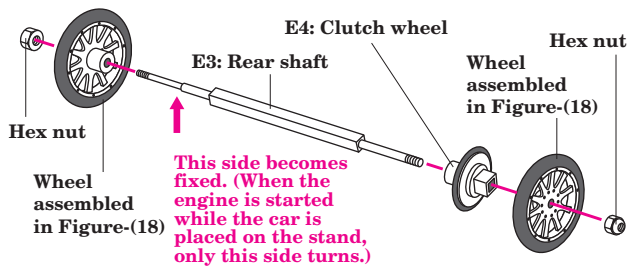 E4: Clutch wheel
Hex nut
E3: Rear shaft
Wheel
assembled
in Figure-(18)
Hex nut
Wheel
assembled
in Figure-(18)
This side becomes
fixed. (When the
engine is started
while the car is
placed on the stand,
only this side turns.)